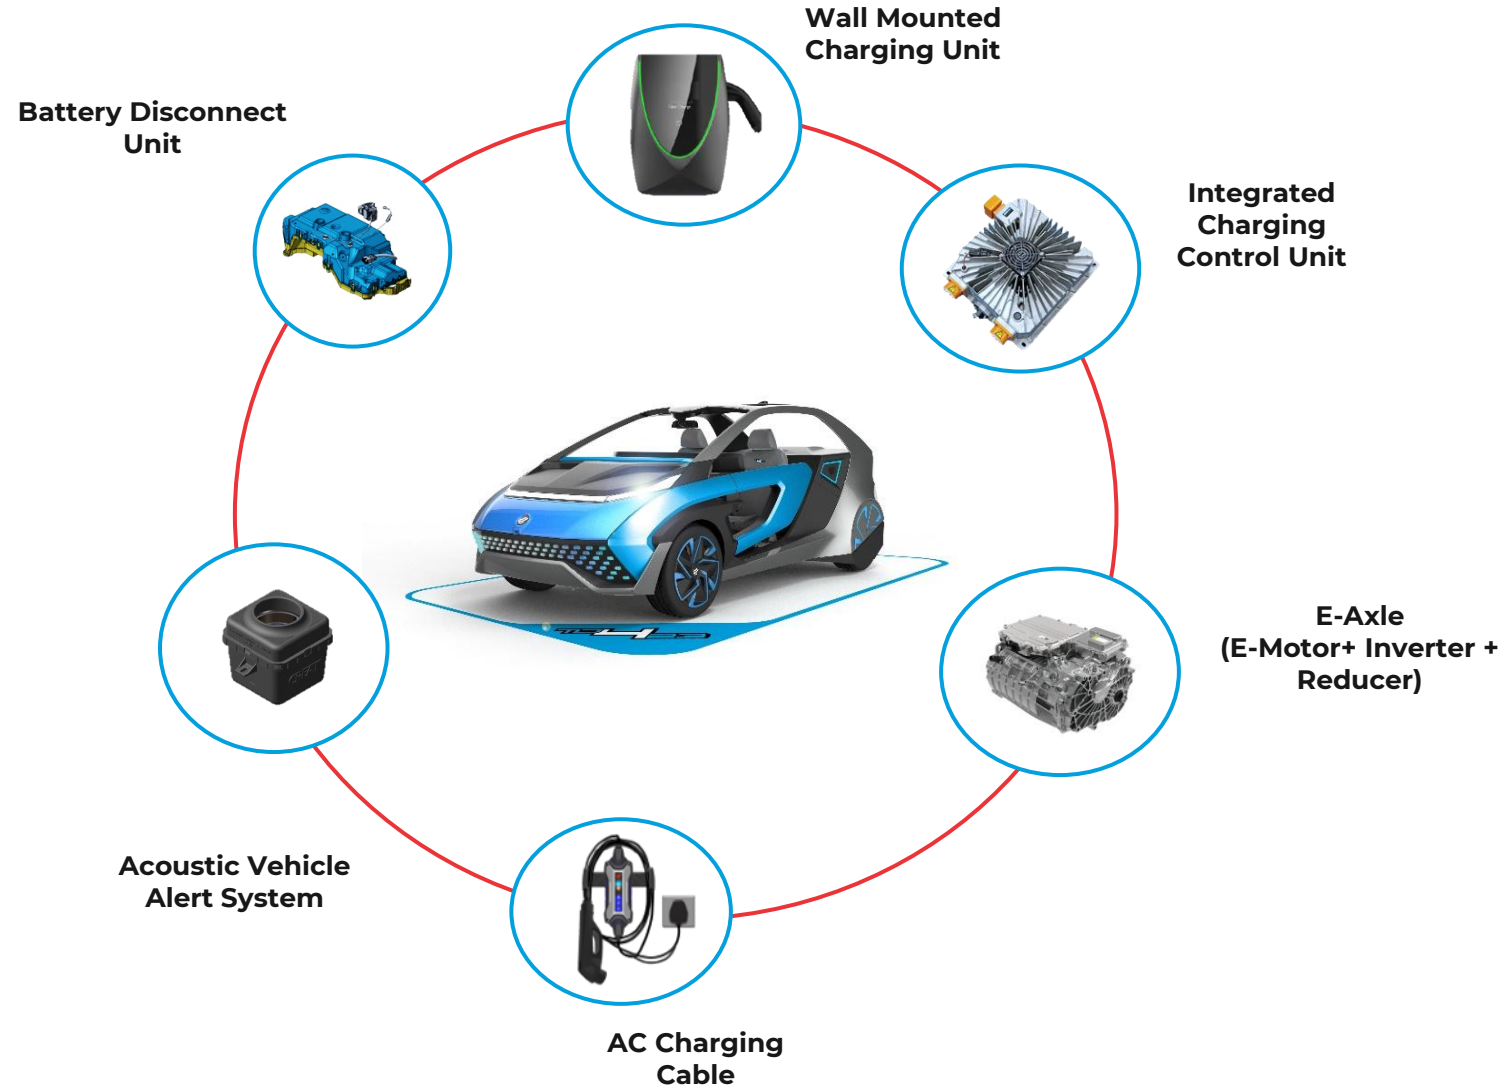 Wall Mounted
Charging Unit
Battery Disconnect
Unit
Integrated
Charging
Control Unit
E-Axle
(E-Motor+ Inverter +
Reducer)
Acoustic Vehicle
Alert System
AC Charging
Cable